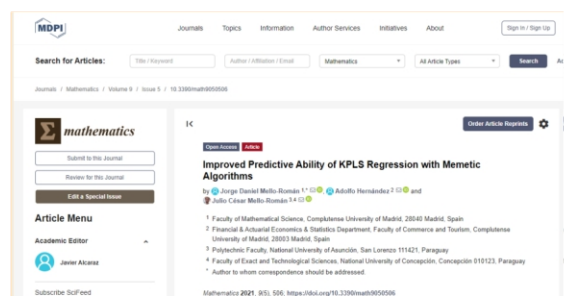 MDPI
Journals Topics Information Author Services Initiatives About
Sign In / Sign Up
Search for Articles:
Title / Keyword
Author / Affiliation / Email
Mathematics
All Article Types
Search
Journals / Mathematics / Volume 9 / Issue 5 / 10.3390/math9050506
Σ mathematics
Submit to this Journal
Review for this Journal
Edit a Special Issue
Article Menu
Academic Editor
Javier Alcaraz
Subscribe SciFeed
Order Article Reprints
Open Access Article
Improved Predictive Ability of KPLS Regression with Memetic
Algorithms
by Jorge Daniel Mello-Román 1,* , Adolfo Hernández 2 and
Julio César Mello-Román 3,4
1 Faculty of Mathematical Science, Complutense University of Madrid, 28040 Madrid, Spain
2 Financial & Actuarial Economics & Statistics Department, Faculty of Commerce and Tourism, Complutense
University of Madrid, 28003 Madrid, Spain
3 Polytechnic Faculty, National University of Asunción, San Lorenzo 111421, Paraguay
4 Faculty of Exact and Technological Sciences, National University of Concepción, Concepción 010123, Paraguay
* Author to whom correspondence should be addressed.
Mathematics 2021, 9(5), 506; https://doi.org/10.3390/math9050506